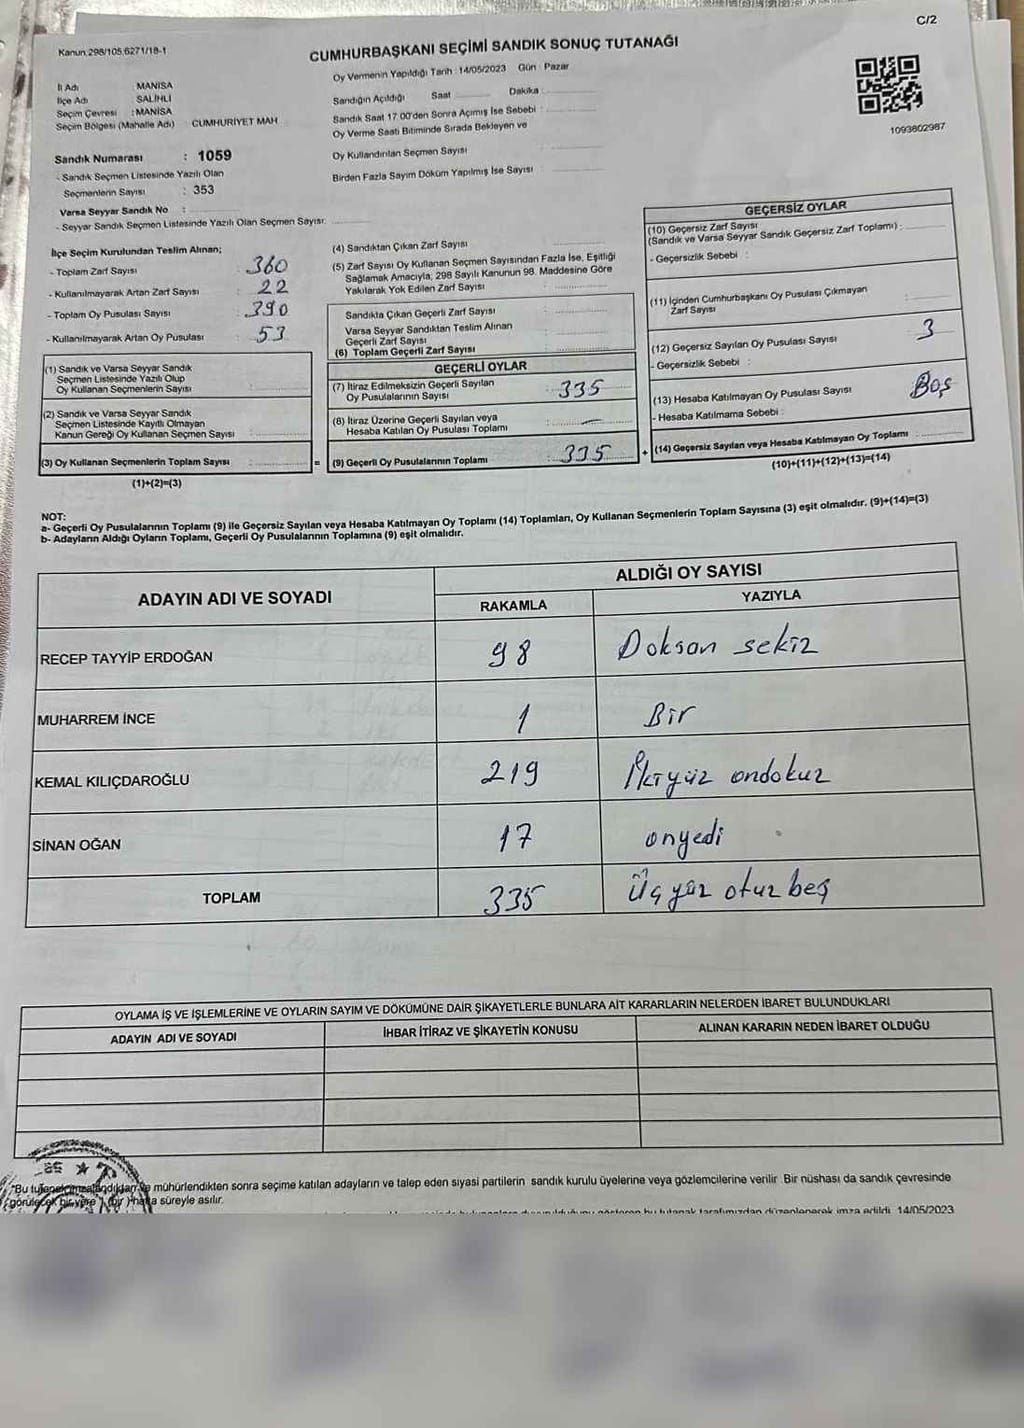 C/2
Kanun 298/105,6271/18-1
CUMHURBAŞKANI SEÇİMİ SANDIK SONUÇ TUTANAĞI
Oy Vermenin Yapıldığı Tarih : 14/05/2023 Gün : Pazar
İl Adı MANİSA
İlçe Adı SALİHLİ
Seçim Çevresi : MANİSA
Seçim Bölgesi (Mahalle Adı) CUMHURİYET MAH
Sandığın Açıldığı Saat Dakika :
Sandık Saat 17 00'den Sonra Açımış İse Sebebi :
Oy Verme Saati Bitiminde Sırada Bekleyen ve
Oy Kullandırılan Seçmen Sayısı
Birden Fazla Sayım Döküm Yapılmış İse Sayısı
1093802987
Sandık Numarası : 1059
- Sandık Seçmen Listesinde Yazılı Olan
Seçmenlerin Sayısı : 353
Varsa Seyyar Sandık No :
- Seyyar Sandık Seçmen Listesinde Yazılı Olan Seçmen Sayısı:
İlçe Seçim Kurulundan Teslim Alınan;
- Toplam Zarf Sayısı : 360
- Kullanılmayarak Artan Zarf Sayısı : 22
- Toplam Oy Pusulası Sayısı : 390
- Kullanılmayarak Artan Oy Pusulası : 53
(1) Sandık ve Varsa Seyyar Sandık
Seçmen Listesinde Yazılı Olup
Oy Kullanan Seçmenlerin Sayısı :
(2) Sandık ve Varsa Seyyar Sandık
Seçmen Listesinde Kayıtlı Olmayan
Kanun Gereği Oy Kullanan Seçmen Sayısı :
(3) Oy Kullanan Seçmenlerin Toplam Sayısı :
(1)+(2)=(3)
(4) Sandıktan Çıkan Zarf Sayısı
(5) Zarf Sayısı Oy Kullanan Seçmen Sayısından Fazla İse, Eşitliği
Sağlamak Amacıyla; 298 Sayılı Kanunun 98. Maddesine Göre
Yakılarak Yok Edilen Zarf Sayısı :
Sandıkta Çıkan Geçerli Zarf Sayısı :
Varsa Seyyar Sandıktan Teslim Alınan
Geçerli Zarf Sayısı :
(6) Toplam Geçerli Zarf Sayısı
GEÇERLİ OYLAR
(7) İtiraz Edilmeksizin Geçerli Sayılan
Oy Pusulalarının Sayısı : 335
(8) İtiraz Üzerine Geçerli Sayılan veya
Hesaba Katılan Oy Pusulası Toplamı : —
= (9) Geçerli Oy Pusulalarının Toplamı : 335 +
GEÇERSİZ OYLAR
(10) Geçersiz Zarf Sayısı
(Sandık ve Varsa Seyyar Sandık Geçersiz Zarf Toplamı) :
- Geçersizlik Sebebi :
(11) İçinden Cumhurbaşkanı Oy Pusulası Çıkmayan
Zarf Sayısı :
(12) Geçersiz Sayılan Oy Pusulası Sayısı 3
- Geçersizlik Sebebi :
(13) Hesaba Katılmayan Oy Pusulası Sayısı Boş
- Hesaba Katılmama Sebebi :
(14) Geçersiz Sayılan veya Hesaba Katılmayan Oy Toplamı
(10)+(11)+(12)+(13)=(14)
NOT:
a- Geçerli Oy Pusulalarının Toplamı (9) ile Geçersiz Sayılan veya Hesaba Katılmayan Oy Toplamı (14) Toplamları, Oy Kullanan Seçmenlerin Toplam Sayısına (3) eşit olmalıdır. (9)+(14)=(3)
b- Adayların Aldığı Oyların Toplamı, Geçerli Oy Pusulalarının Toplamına (9) eşit olmalıdır.
ADAYIN ADI VE SOYADI ALDIĞI OY SAYISI
RAKAMLA YAZIYLA
RECEP TAYYİP ERDOĞAN 98 Doksan sekiz
MUHARREM İNCE 1 Bir
KEMAL KILIÇDAROĞLU 219 İkiyüz ondokuz
SİNAN OĞAN 17 onyedi
TOPLAM 335 Üçyüz otuz beş
OYLAMA İŞ VE İŞLEMLERİNE VE OYLARIN SAYIM VE DÖKÜMÜNE DAİR ŞİKAYETLERLE BUNLARA AİT KARARLARIN NELERDEN İBARET BULUNDUKLARI
ADAYIN ADI VE SOYADI İHBAR İTİRAZ VE ŞİKAYETİN KONUSU ALINAN KARARIN NEDEN İBARET OLDUĞU
*Bu tutanak imzalandıktan ve mühürlendikten sonra seçime katılan adayların ve talep eden siyasi partilerin sandık kurulu üyelerine veya gözlemcilerine verilir. Bir nüshası da sandık çevresinde
görülecek bir yere 1 (bir) hafta süreyle asılır.
bu tutanak tarafımızdan düzenlenerek imza edildi 14/05/2023